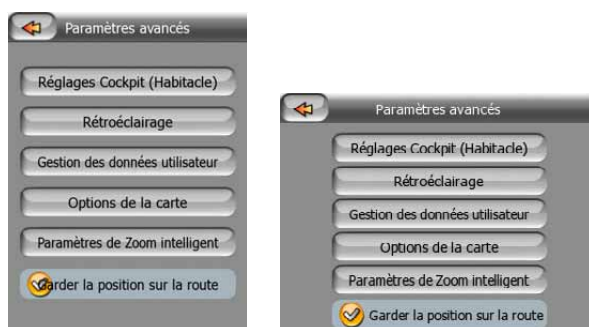 Paramètres avancés
Réglages Cockpit (Habitacle)
Rétroéclairage
Gestion des données utilisateur
Options de la carte
Paramètres de Zoom intelligent
Garder la position sur la route
Paramètres avancés
Réglages Cockpit (Habitacle)
Rétroéclairage
Gestion des données utilisateur
Options de la carte
Paramètres de Zoom intelligent
Garder la position sur la route